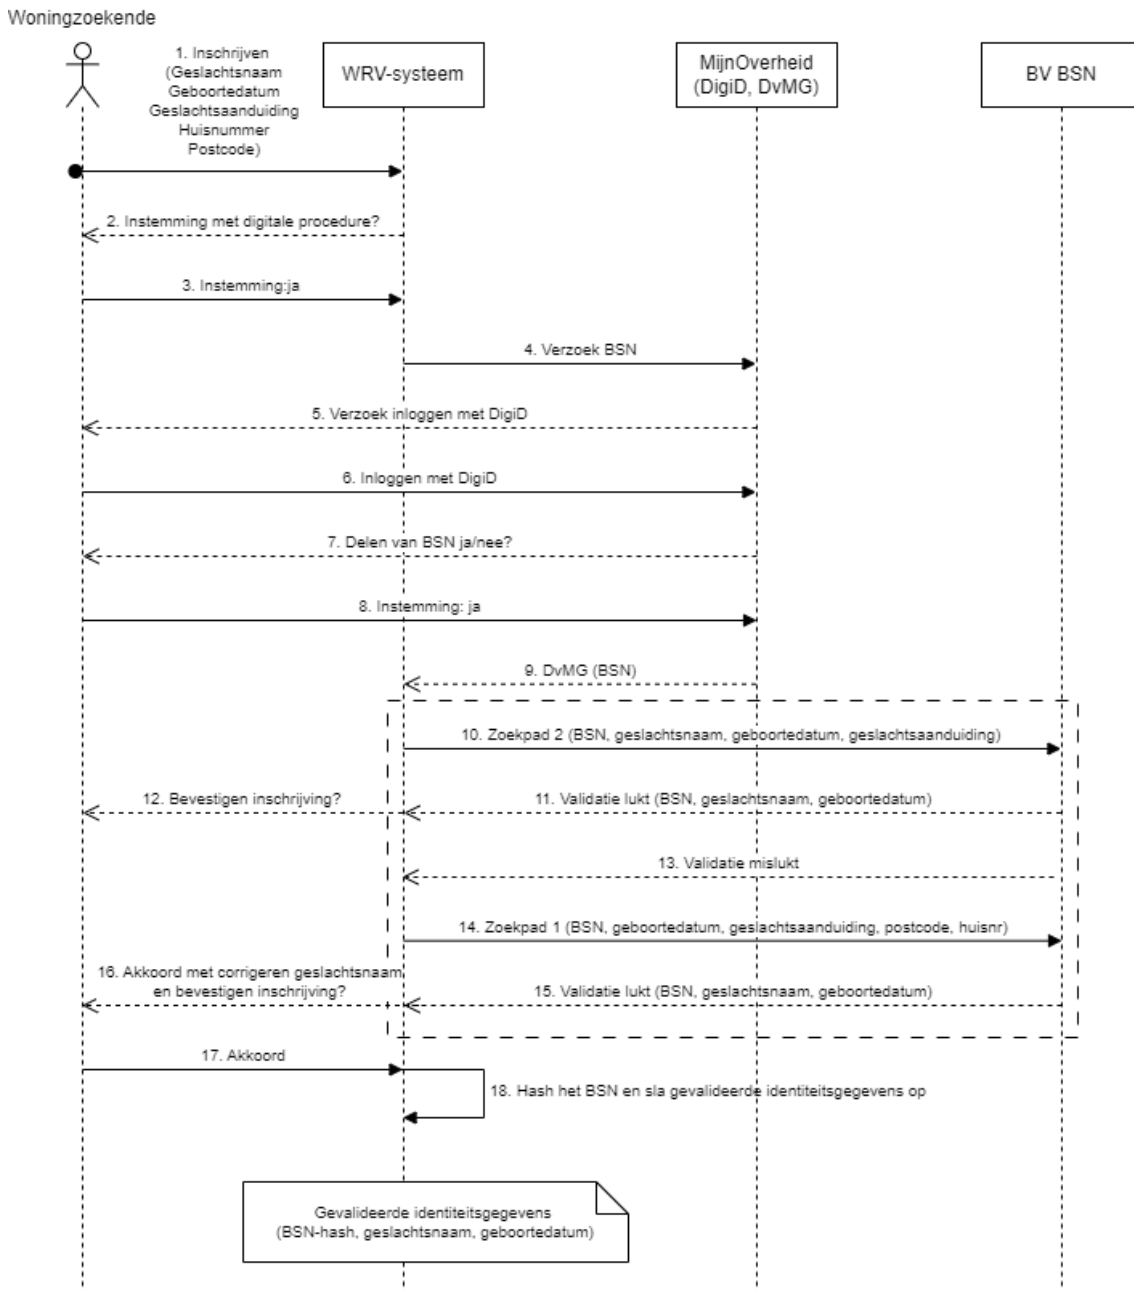 Woningzoekende
1. Inschrijven
(Geslachtsnaam
Geboortedatum
Geslachtsaanduiding
Huisnummer
Postcode)
WRV-systeem
MijnOverheid
(DigiD, DvMG)
BV BSN
2. Instemming met digitale procedure?
3. Instemming:ja
4. Verzoek BSN
5. Verzoek inloggen met DigiD
6. Inloggen met DigiD
7. Delen van BSN ja/nee?
8. Instemming: ja
9. DvMG (BSN)
10. Zoekpad 2 (BSN, geslachtsnaam, geboortedatum, geslachtsaanduiding)
12. Bevestigen inschrijving?
11. Validatie lukt (BSN, geslachtsnaam, geboortedatum)
13. Validatie mislukt
14. Zoekpad 1 (BSN, geboortedatum, geslachtsaanduiding, postcode, huisnr)
16. Akkoord met corrigeren geslachtsnaam
en bevestigen inschrijving?
15. Validatie lukt (BSN, geslachtsnaam, geboortedatum)
17. Akkoord
18. Hash het BSN en sla gevalideerde identiteitsgegevens op
Gevalideerde identiteitsgegevens
(BSN-hash, geslachtsnaam, geboortedatum)